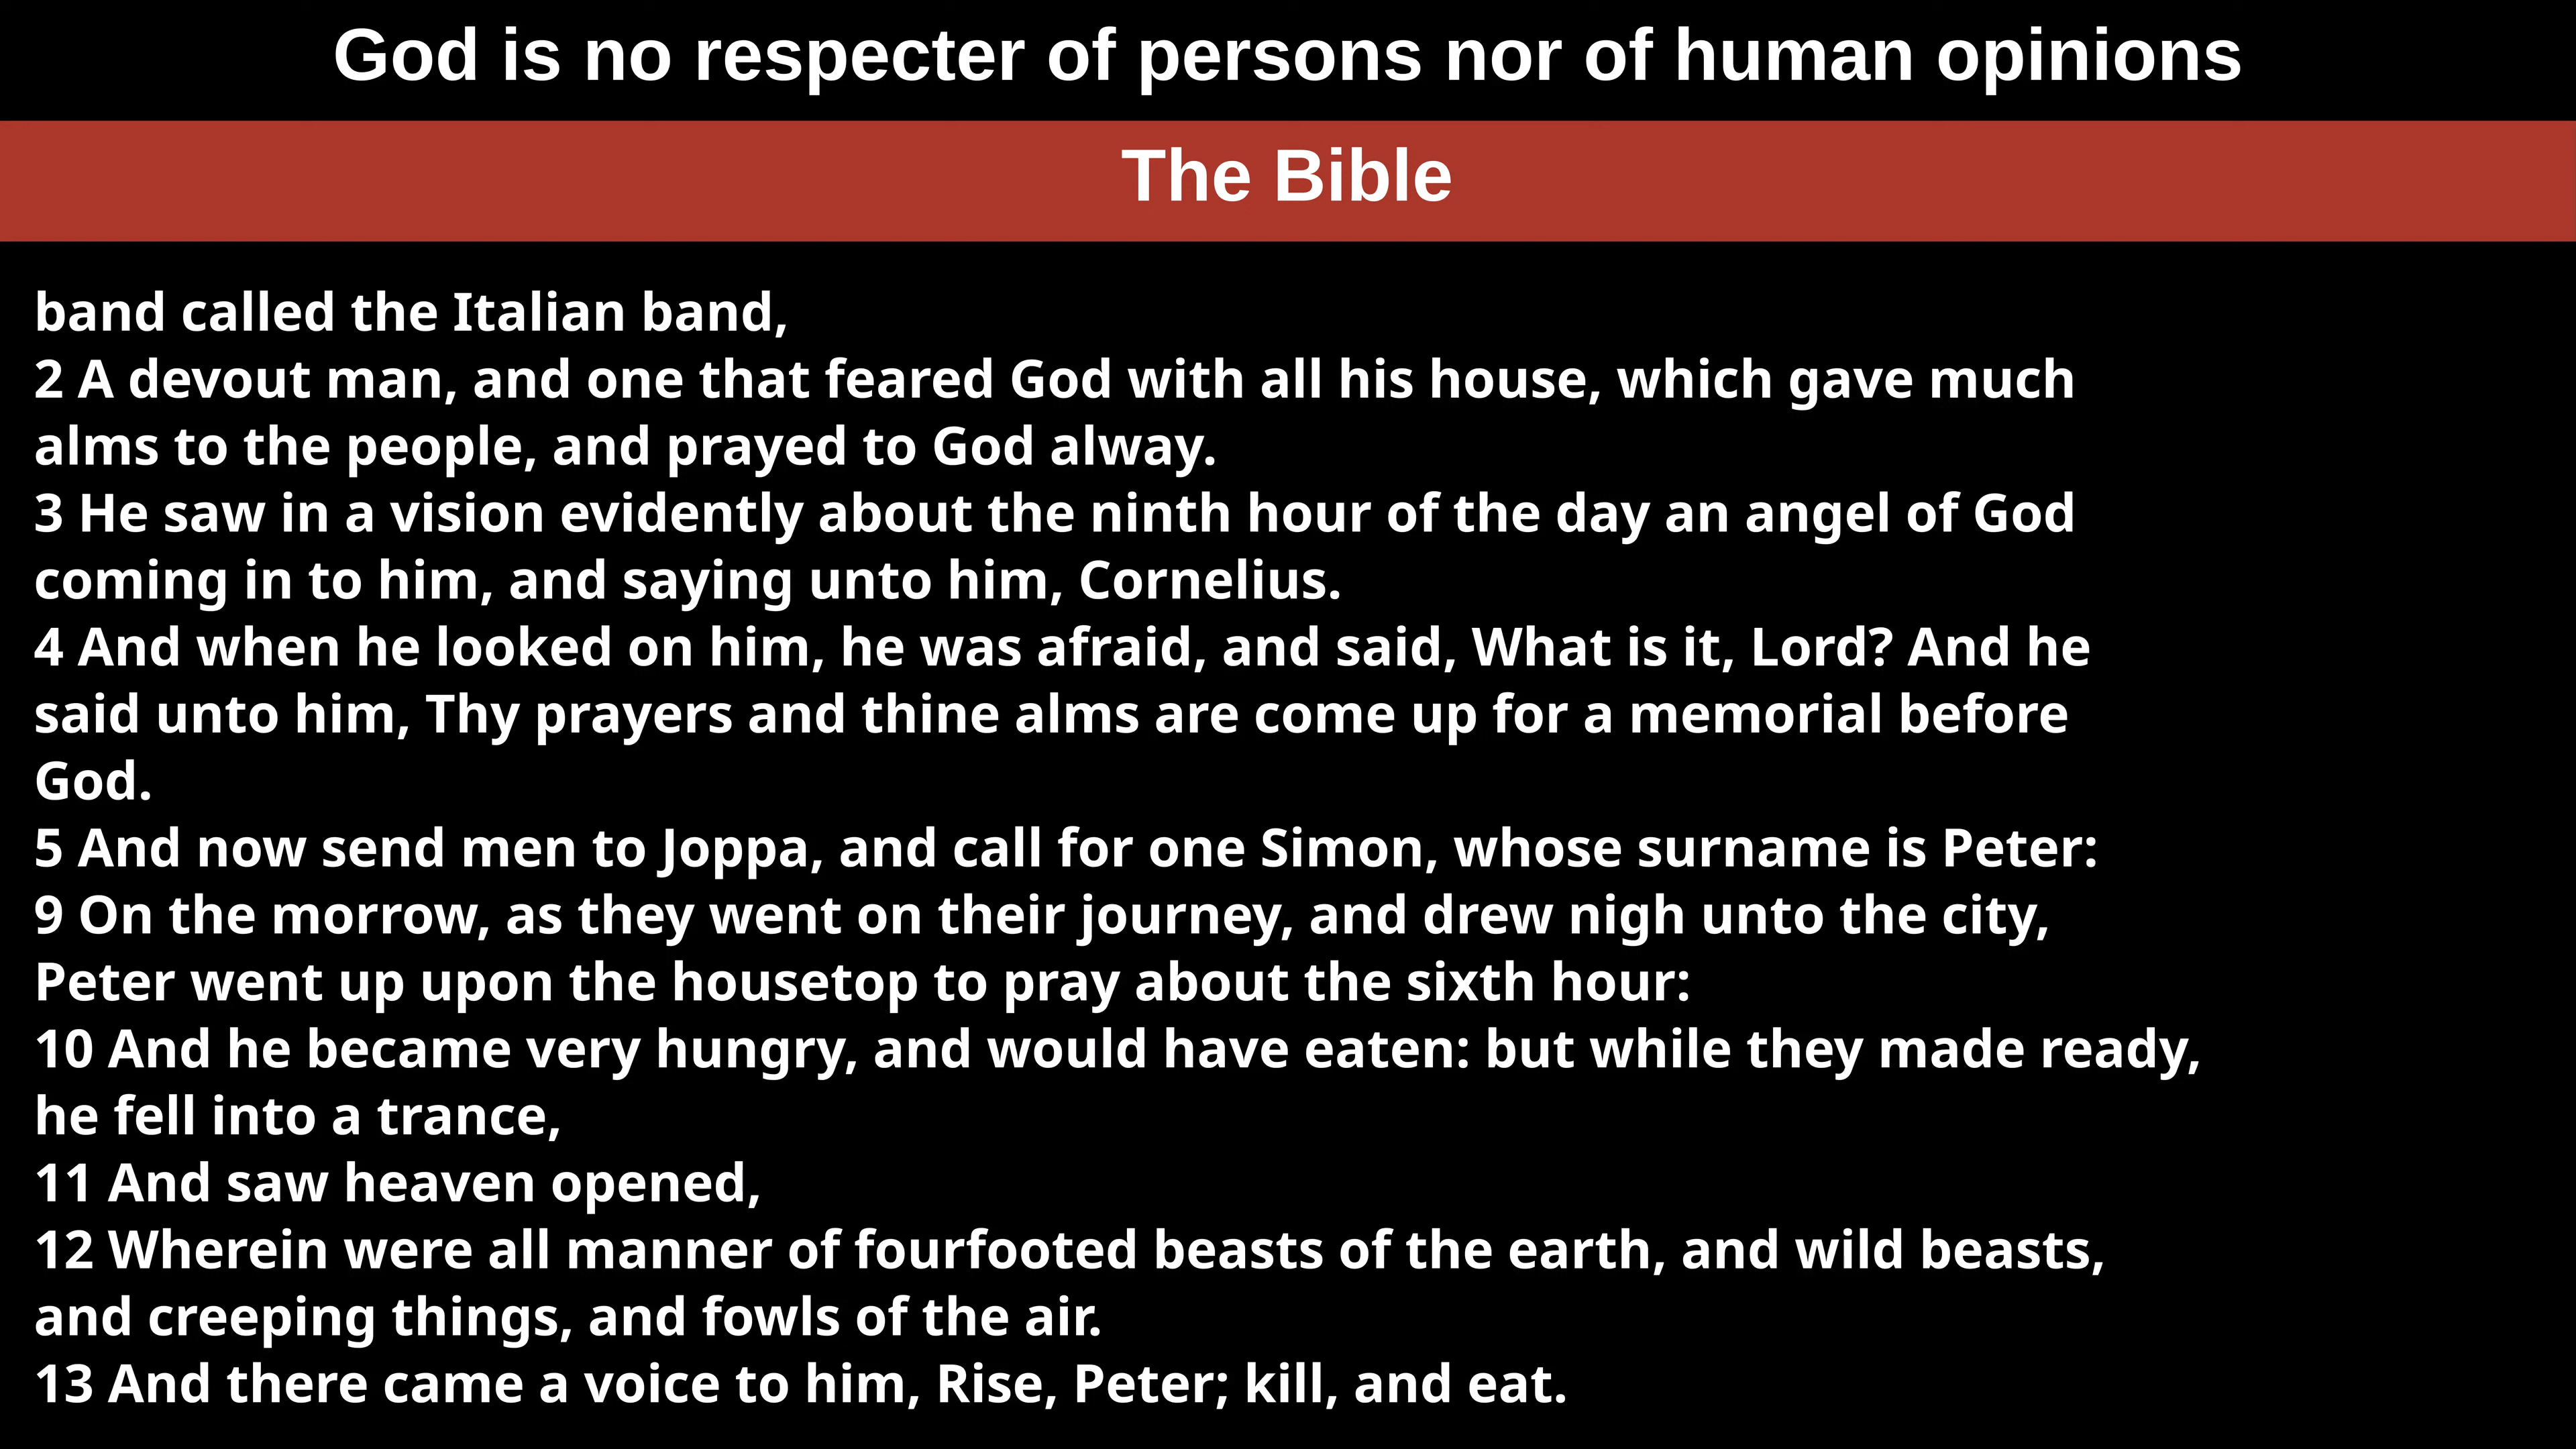 God is no respecter of persons nor of human opinions
The Bible
band called the Italian band,
2 A devout man, and one that feared God with all his house, which gave much
alms to the people, and prayed to God alway.
3 He saw in a vision evidently about the ninth hour of the day an angel of God
coming in to him, and saying unto him, Cornelius.
4 And when he looked on him, he was afraid, and said, What is it, Lord? And he
said unto him, Thy prayers and thine alms are come up for a memorial before
God.
5 And now send men to Joppa, and call for one Simon, whose surname is Peter:
9 On the morrow, as they went on their journey, and drew nigh unto the city,
Peter went up upon the housetop to pray about the sixth hour:
10 And he became very hungry, and would have eaten: but while they made ready,
he fell into a trance,
11 And saw heaven opened,
12 Wherein were all manner of fourfooted beasts of the earth, and wild beasts,
and creeping things, and fowls of the air.
13 And there came a voice to him, Rise, Peter; kill, and eat.